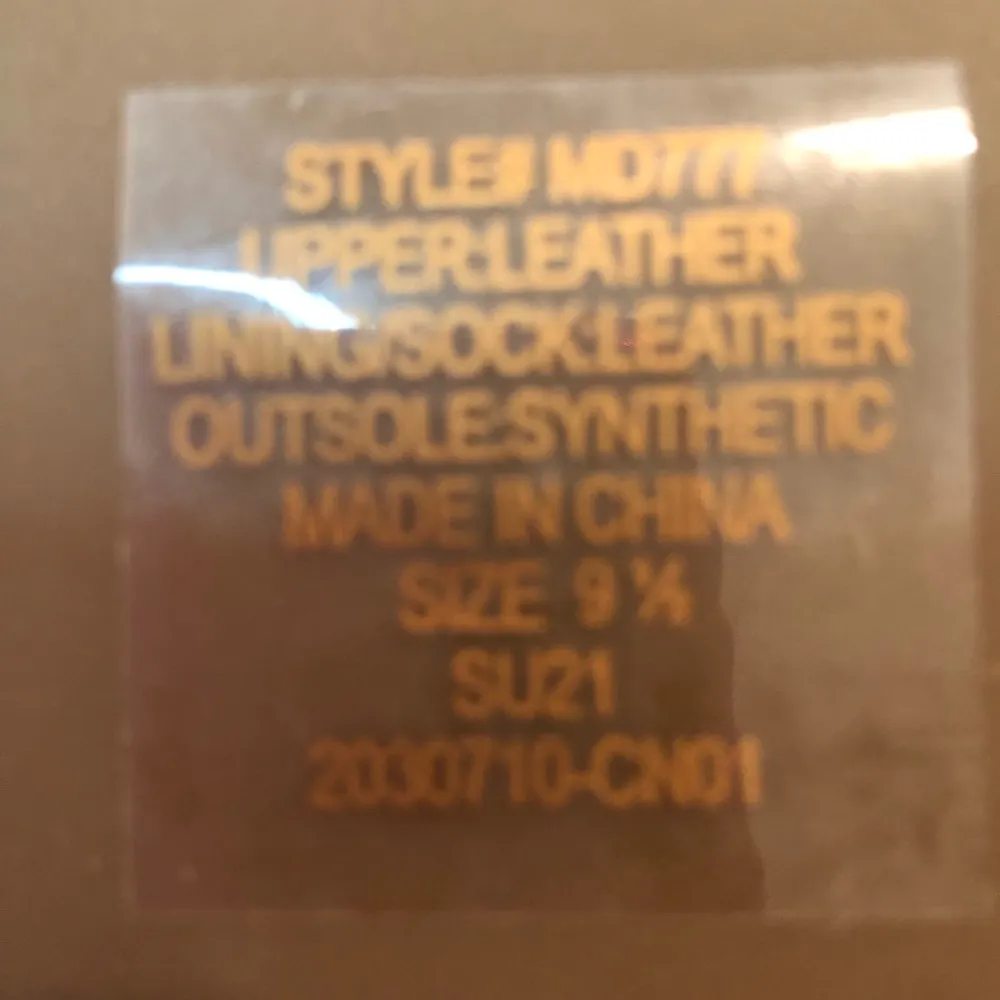 STYLE# MD777
UPPER:LEATHER
LINING/SOCK:LEATHER
OUTSOLE:SYNTHETIC
MADE IN CHINA
SIZE 9 ½
SU21
2030710-CN01